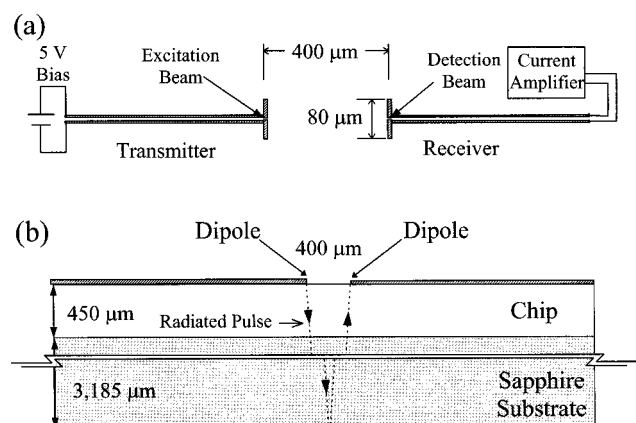 (a)
5 V
Bias
Excitation
Beam
400 μm
Detection
Beam
Current
Amplifier
80 μm
Transmitter
Receiver
(b)
Dipole
400 μm
Dipole
450 μm
Radiated Pulse
Chip
3,185 μm
Sapphire
Substrate